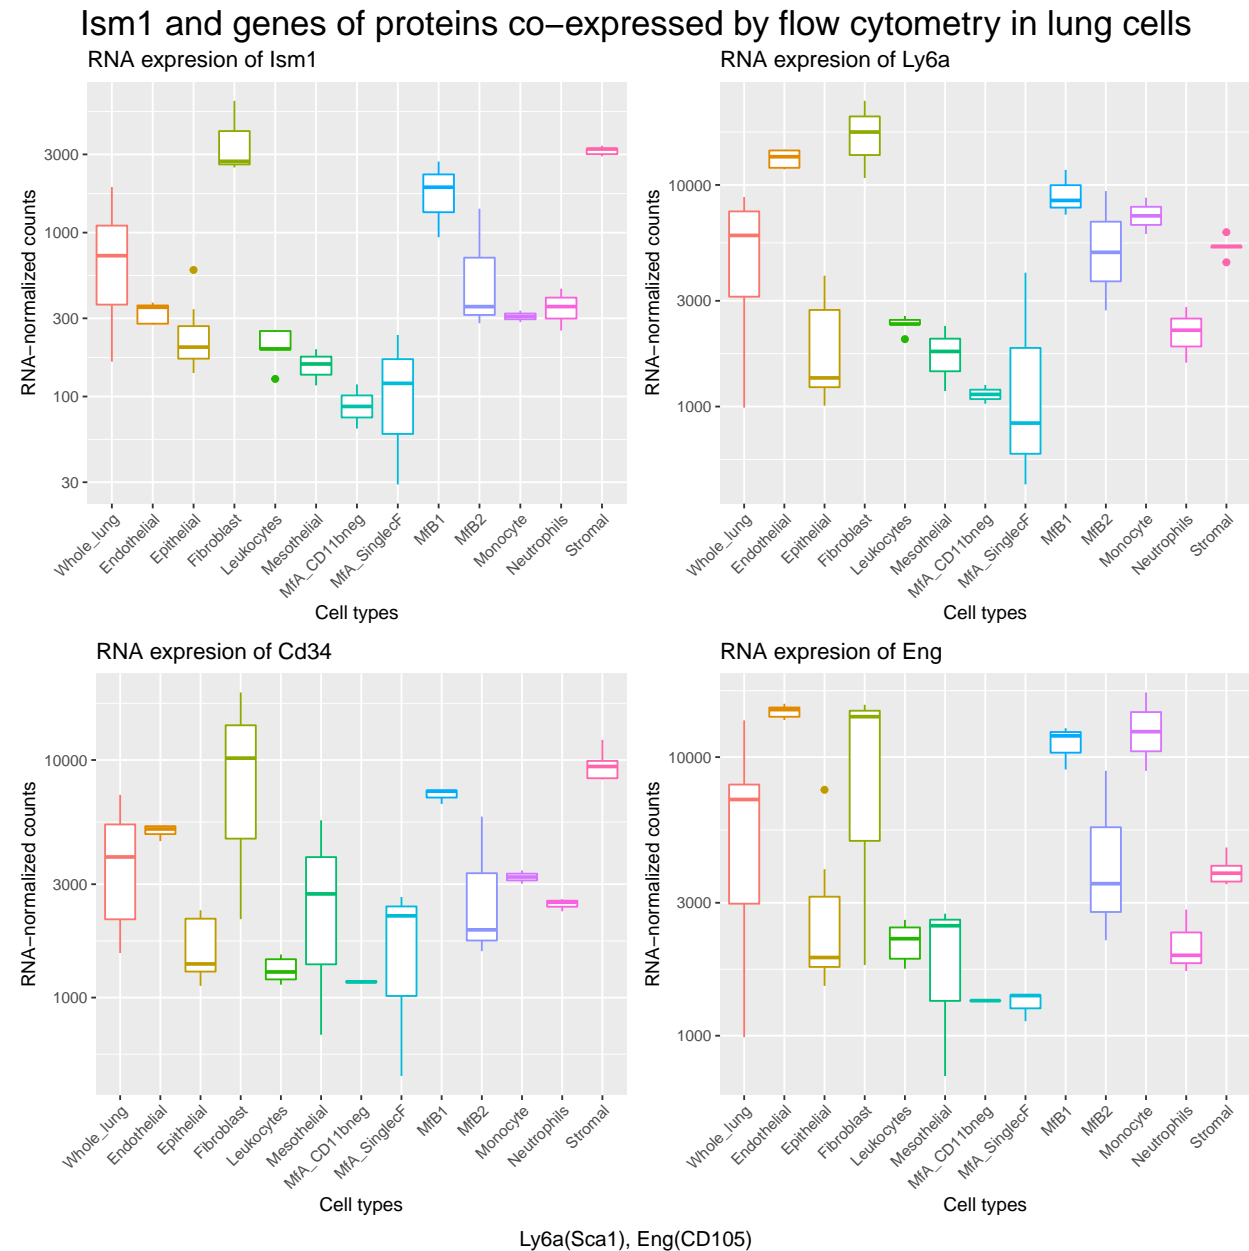 Ism1 and genes of proteins co−expressed by flow cytometry in lung cells
RNA expresion of Ism1
RNA−normalized counts
3000
1000
300
100
30
Whole_lung
Endothelial
Epithelial
Fibroblast
Leukocytes
Mesothelial
MfA_CD11bneg
MfA_SinglecF
MfB1
MfB2
Monocyte
Neutrophils
Stromal
Cell types
RNA expresion of Ly6a
RNA−normalized counts
10000
3000
1000
Whole_lung
Endothelial
Epithelial
Fibroblast
Leukocytes
Mesothelial
MfA_CD11bneg
MfA_SinglecF
MfB1
MfB2
Monocyte
Neutrophils
Stromal
Cell types
RNA expresion of Cd34
RNA−normalized counts
10000
3000
1000
Whole_lung
Endothelial
Epithelial
Fibroblast
Leukocytes
Mesothelial
MfA_CD11bneg
MfA_SinglecF
MfB1
MfB2
Monocyte
Neutrophils
Stromal
Cell types
RNA expresion of Eng
RNA−normalized counts
10000
3000
1000
Whole_lung
Endothelial
Epithelial
Fibroblast
Leukocytes
Mesothelial
MfA_CD11bneg
MfA_SinglecF
MfB1
MfB2
Monocyte
Neutrophils
Stromal
Cell types
Ly6a(Sca1), Eng(CD105)